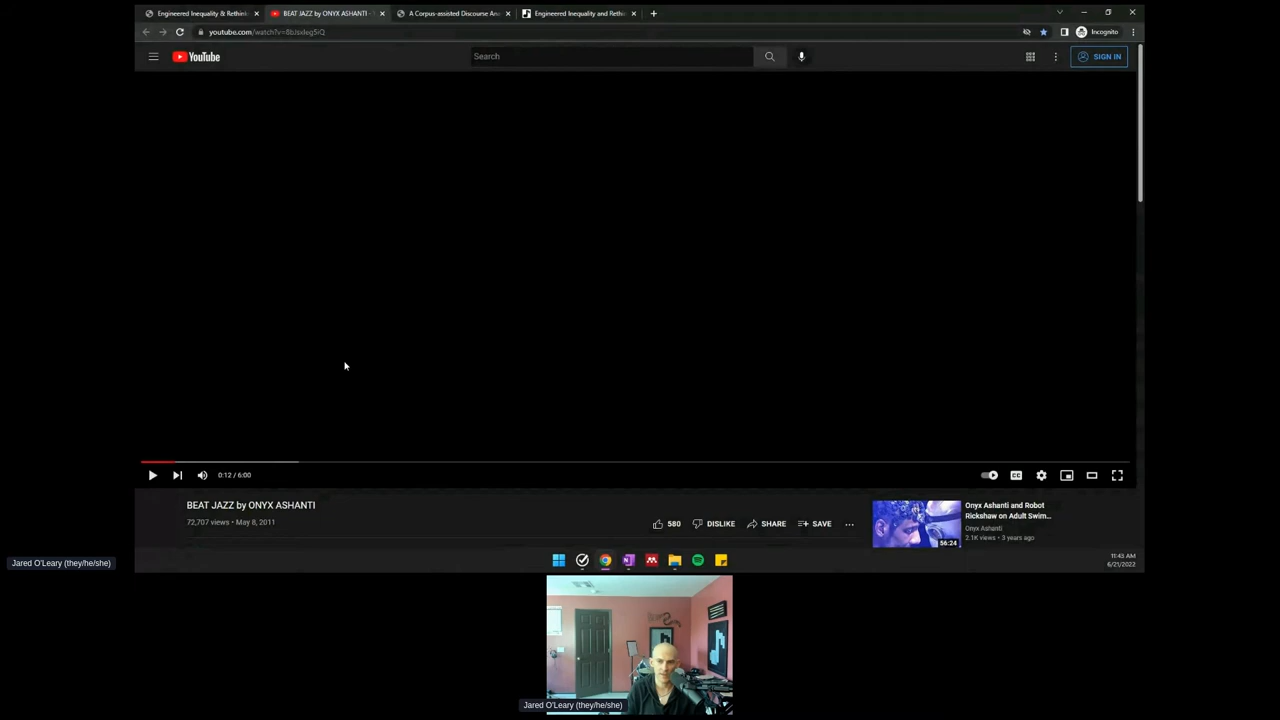 Engineered Inequality & Rethink
BEAT JAZZ by ONYX ASHANTI -
A Corpus-assisted Discourse Ana
Engineered Inequality and Rethi
youtube.com/watch?v=
Incognito
YouTube
Search
SIGN IN
0:12 / 6:00
CC
BEAT JAZZ by ONYX ASHANTI
72,707 views • May 8, 2011
580
DISLIKE
SHARE
SAVE
56:24
Onyx Ashanti and Robot
Rickshaw on Adult Swim...
Onyx Ashanti
2.1K views • 3 years ago
11:43 AM
6/21/2022
Jared O'Leary (they/he/she)
Jared O'Leary (they/he/she)